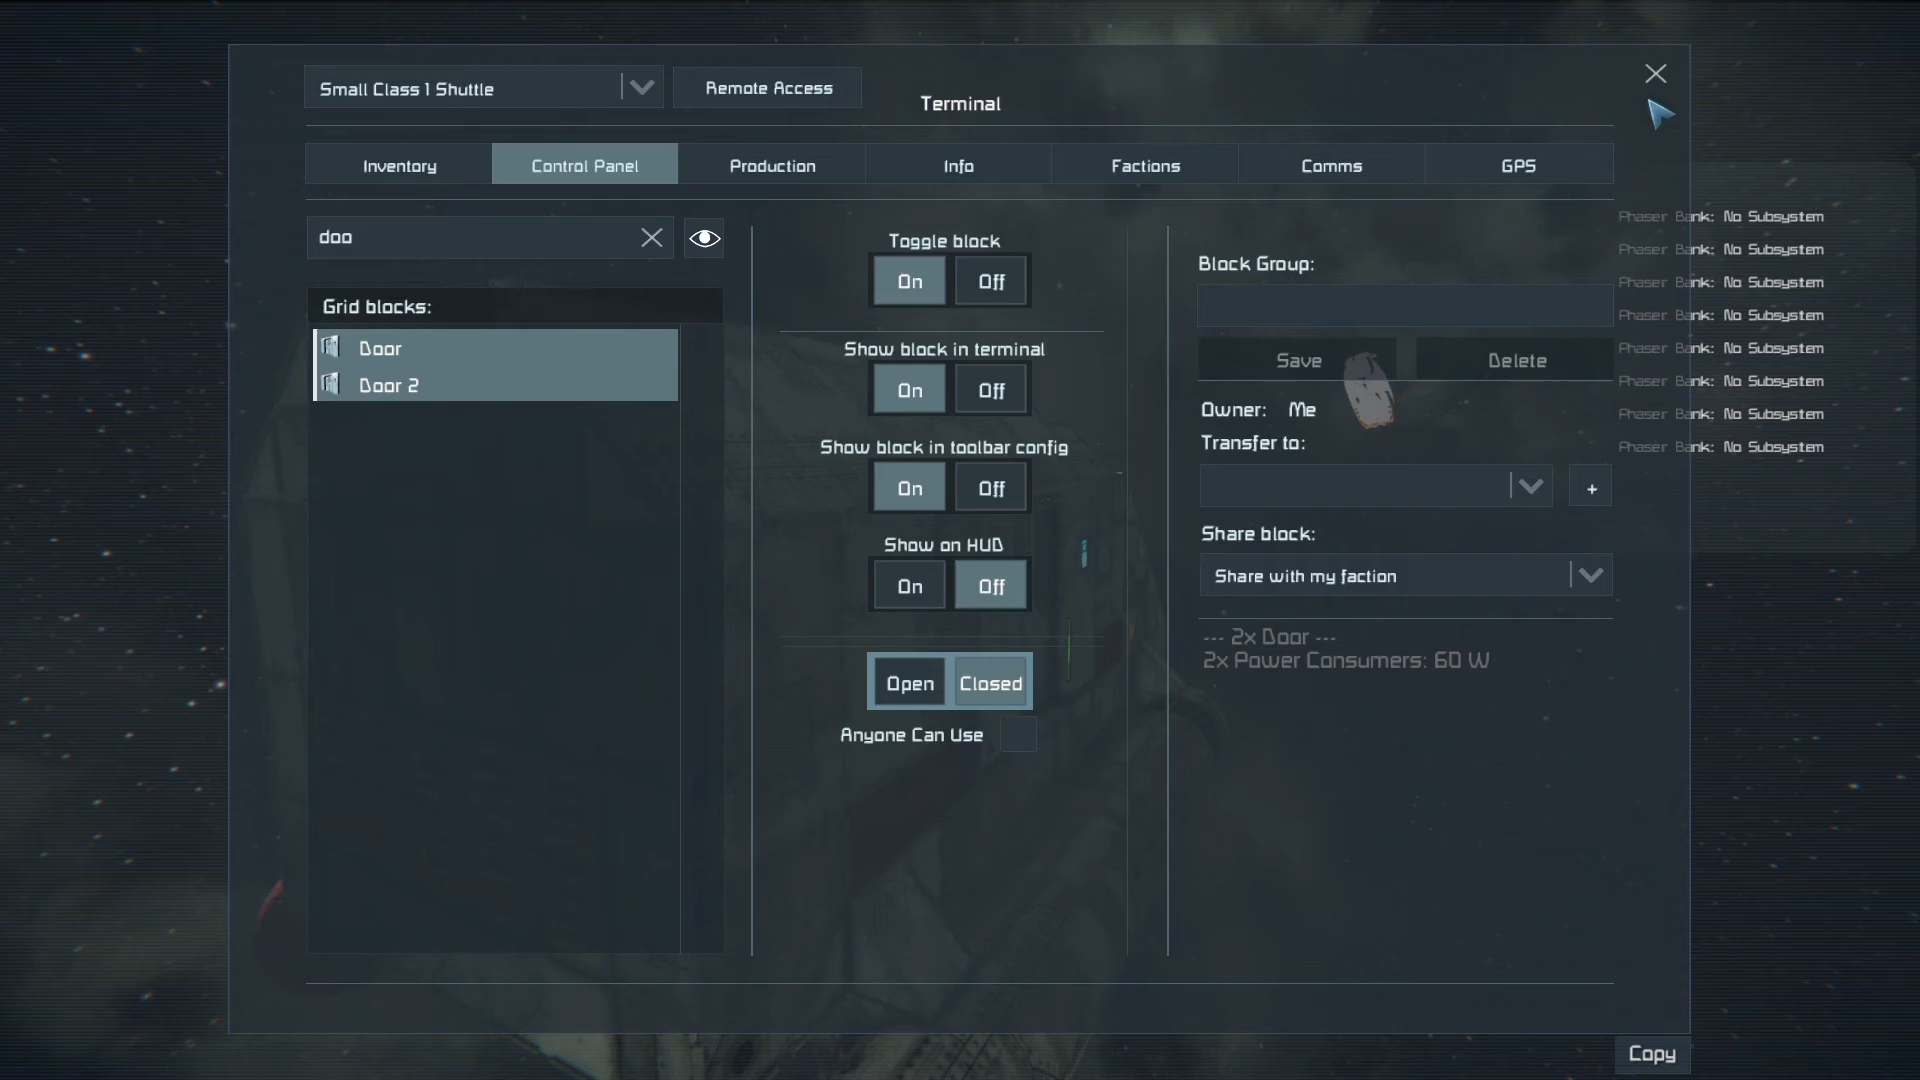 Small Class 1 Shuttle
Remote Access
Terminal
Inventory
Control Panel
Production
Info
Factions
Comms
GPS
doo
Grid blocks:
Door
Door 2
Toggle block
On Off
Show block in terminal
On Off
Show block in toolbar config
On Off
Show on HUD
On Off
Open Closed
Anyone Can Use
Block Group:
Save Delete
Owner: Me
Transfer to:
+
Share block:
Share with my faction
--- 2x Door ---
2x Power Consumers: 60 W
Phaser Bank: No Subsystem
Phaser Bank: No Subsystem
Phaser Bank: No Subsystem
Phaser Bank: No Subsystem
Phaser Bank: No Subsystem
Phaser Bank: No Subsystem
Phaser Bank: No Subsystem
Phaser Bank: No Subsystem
Copy